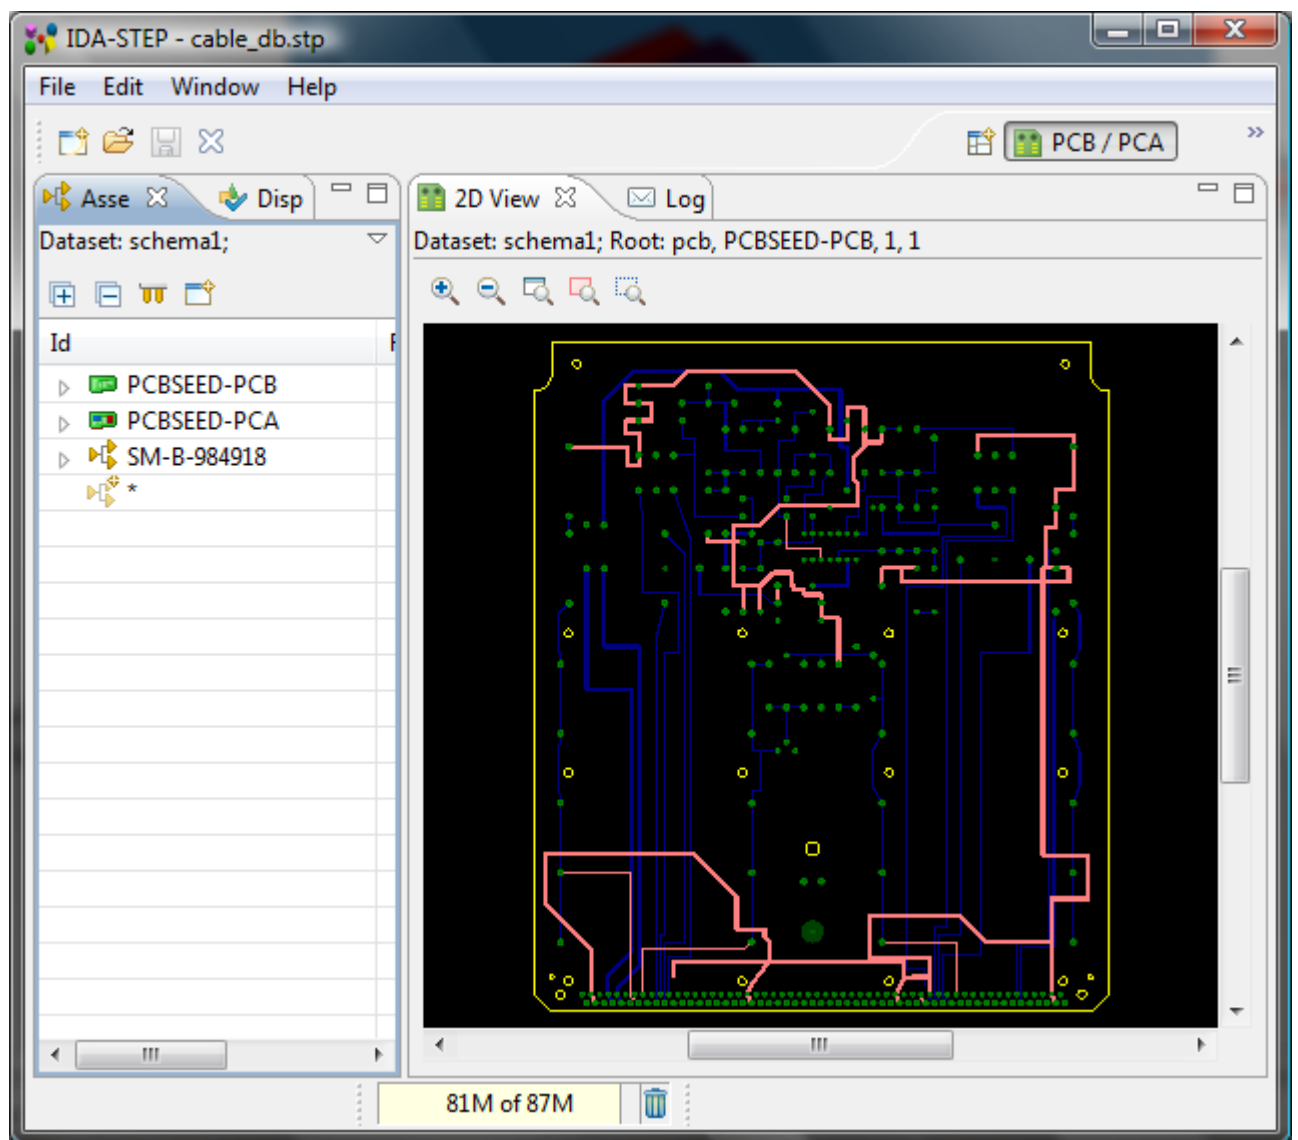 IDA-STEP - cable_db.stp
File Edit Window Help
PCB / PCA
»
Asse Disp
2D View Log
Dataset: schema1;
Dataset: schema1; Root: pcb, PCBSEED-PCB, 1, 1
Id
PCBSEED-PCB
PCBSEED-PCA
SM-B-984918
*
81M of 87M